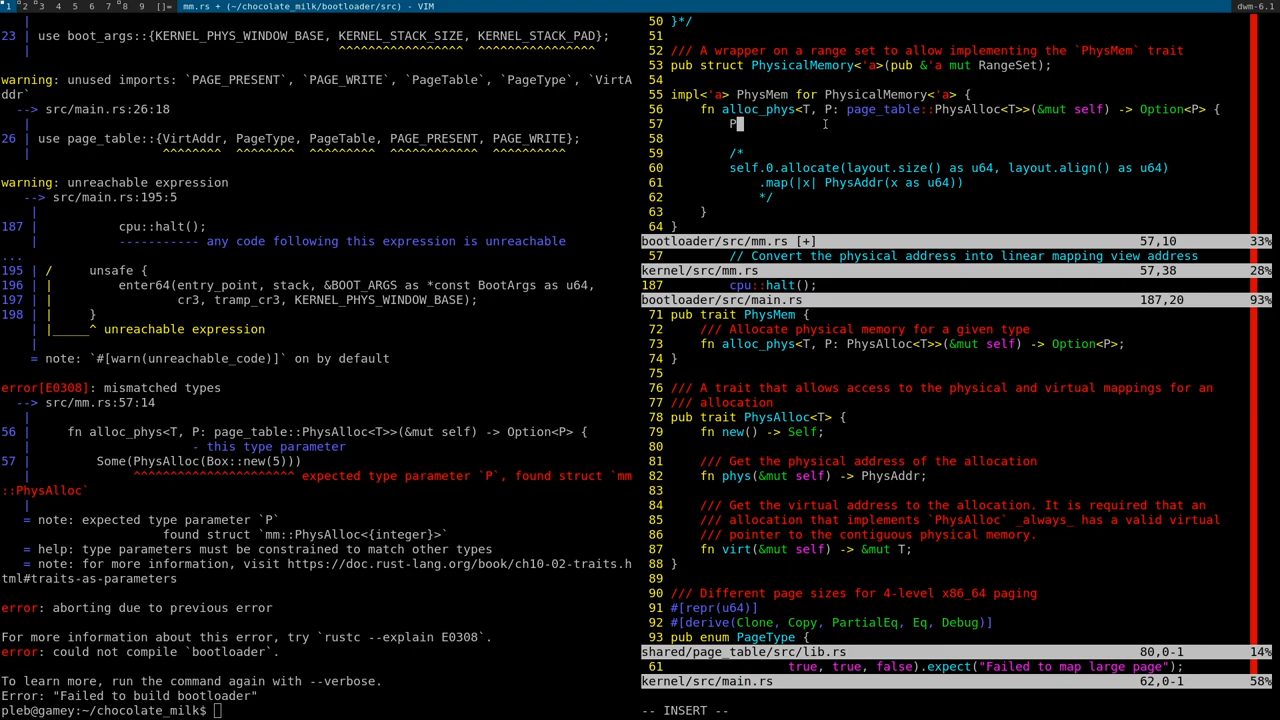 1 2 3 4 5 6 7 8 9 []= mm.rs + (~/chocolate_milk/bootloader/src) - VIM dwm-6.1
   |
23 | use boot_args::{KERNEL_PHYS_WINDOW_BASE, KERNEL_STACK_SIZE, KERNEL_STACK_PAD};
   |                                          ^^^^^^^^^^^^^^^^^  ^^^^^^^^^^^^^^^^
warning: unused imports: `PAGE_PRESENT`, `PAGE_WRITE`, `PageTable`, `PageType`, `VirtA
ddr`
  --> src/main.rs:26:18
   |
26 | use page_table::{VirtAddr, PageType, PageTable, PAGE_PRESENT, PAGE_WRITE};
   |                  ^^^^^^^^  ^^^^^^^^  ^^^^^^^^^  ^^^^^^^^^^^^  ^^^^^^^^^^
warning: unreachable expression
  --> src/main.rs:195:5
    |
187 |           cpu::halt();
    |           ----------- any code following this expression is unreachable
...
195 | /     unsafe {
196 | |         enter64(entry_point, stack, &BOOT_ARGS as *const BootArgs as u64,
197 | |                 cr3, tramp_cr3, KERNEL_PHYS_WINDOW_BASE);
198 | |     }
    | |_____^ unreachable expression
    |
    = note: `#[warn(unreachable_code)]` on by default
error[E0308]: mismatched types
  --> src/mm.rs:57:14
   |
56 |     fn alloc_phys<T, P: page_table::PhysAlloc<T>>(&mut self) -> Option<P> {
   |                      - this type parameter
57 |         Some(PhysAlloc(Box::new(5)))
   |              ^^^^^^^^^^^^^^^^^^^^^^ expected type parameter `P`, found struct `mm
::PhysAlloc`
   |
   = note: expected type parameter `P`
                      found struct `mm::PhysAlloc<{integer}>`
   = help: type parameters must be constrained to match other types
   = note: for more information, visit https://doc.rust-lang.org/book/ch10-02-traits.h
tml#traits-as-parameters
error: aborting due to previous error
For more information about this error, try `rustc --explain E0308`.
error: could not compile `bootloader`.
To learn more, run the command again with --verbose.
Error: "Failed to build bootloader"
pleb@gamey:~/chocolate_milk$
50 }*/
51
52 /// A wrapper on a range set to allow implementing the `PhysMem` trait
53 pub struct PhysicalMemory<'a>(pub &'a mut RangeSet);
54
55 impl<'a> PhysMem for PhysicalMemory<'a> {
56     fn alloc_phys<T, P: page_table::PhysAlloc<T>>(&mut self) -> Option<P> {
57         P
58
59         /*
60         self.0.allocate(layout.size() as u64, layout.align() as u64)
61             .map(|x| PhysAddr(x as u64))
62             */
63     }
64 }
bootloader/src/mm.rs [+] 57,10 33%
57         // Convert the physical address into linear mapping view address
kernel/src/mm.rs 57,38 28%
187         cpu::halt();
bootloader/src/main.rs 187,20 93%
71 pub trait PhysMem {
72     /// Allocate physical memory for a given type
73     fn alloc_phys<T, P: PhysAlloc<T>>(&mut self) -> Option<P>;
74 }
75
76 /// A trait that allows access to the physical and virtual mappings for an
77 /// allocation
78 pub trait PhysAlloc<T> {
79     fn new() -> Self;
80
81     /// Get the physical address of the allocation
82     fn phys(&mut self) -> PhysAddr;
83
84     /// Get the virtual address to the allocation. It is required that an
85     /// allocation that implements `PhysAlloc` _always_ has a valid virtual
86     /// pointer to the contiguous physical memory.
87     fn virt(&mut self) -> &mut T;
88 }
89
90 /// Different page sizes for 4-level x86_64 paging
91 #[repr(u64)]
92 #[derive(Clone, Copy, PartialEq, Eq, Debug)]
93 pub enum PageType {
shared/page_table/src/lib.rs 80,0-1 14%
61                 true, true, false).expect("Failed to map large page");
kernel/src/main.rs 62,0-1 58%
-- INSERT --